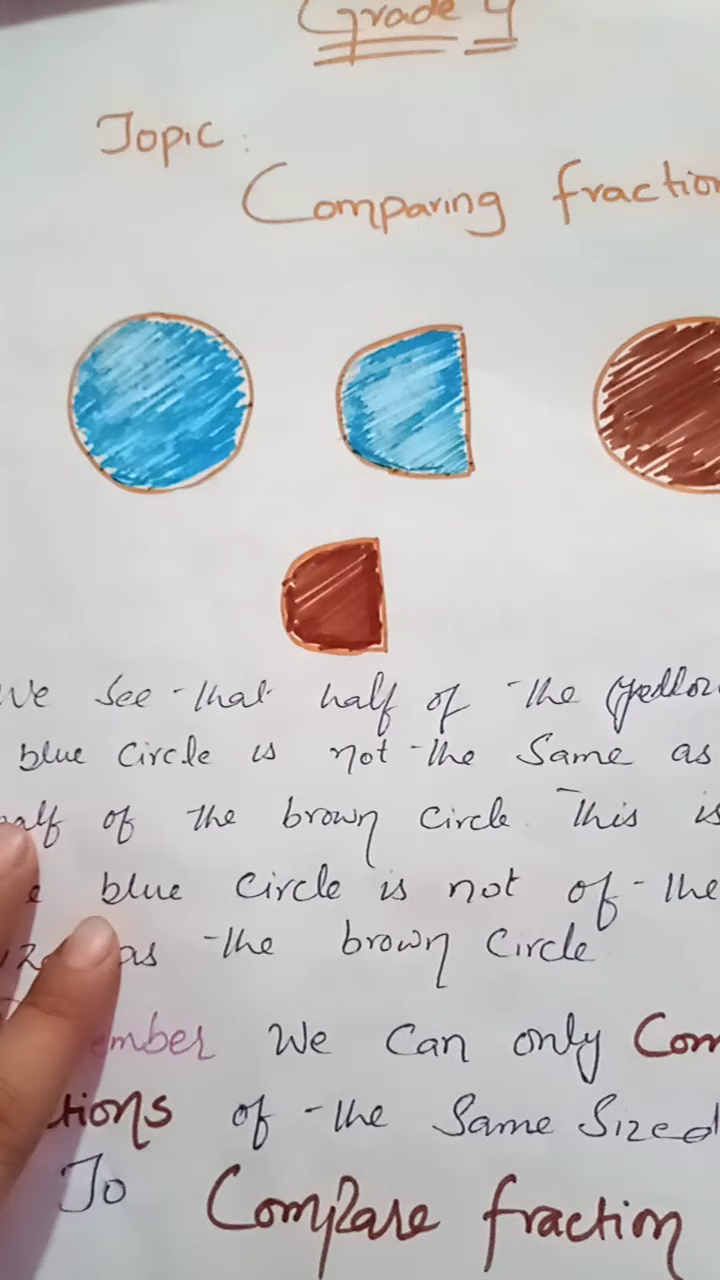 Grade 4
Topic:
Comparing fraction
We see that half of the (yellow
blue circle is not the same as
half of the brown circle. This is
e blue circle is not of the
as the brown circle
ember We can only Com
tions of the same sized
To Compare fraction